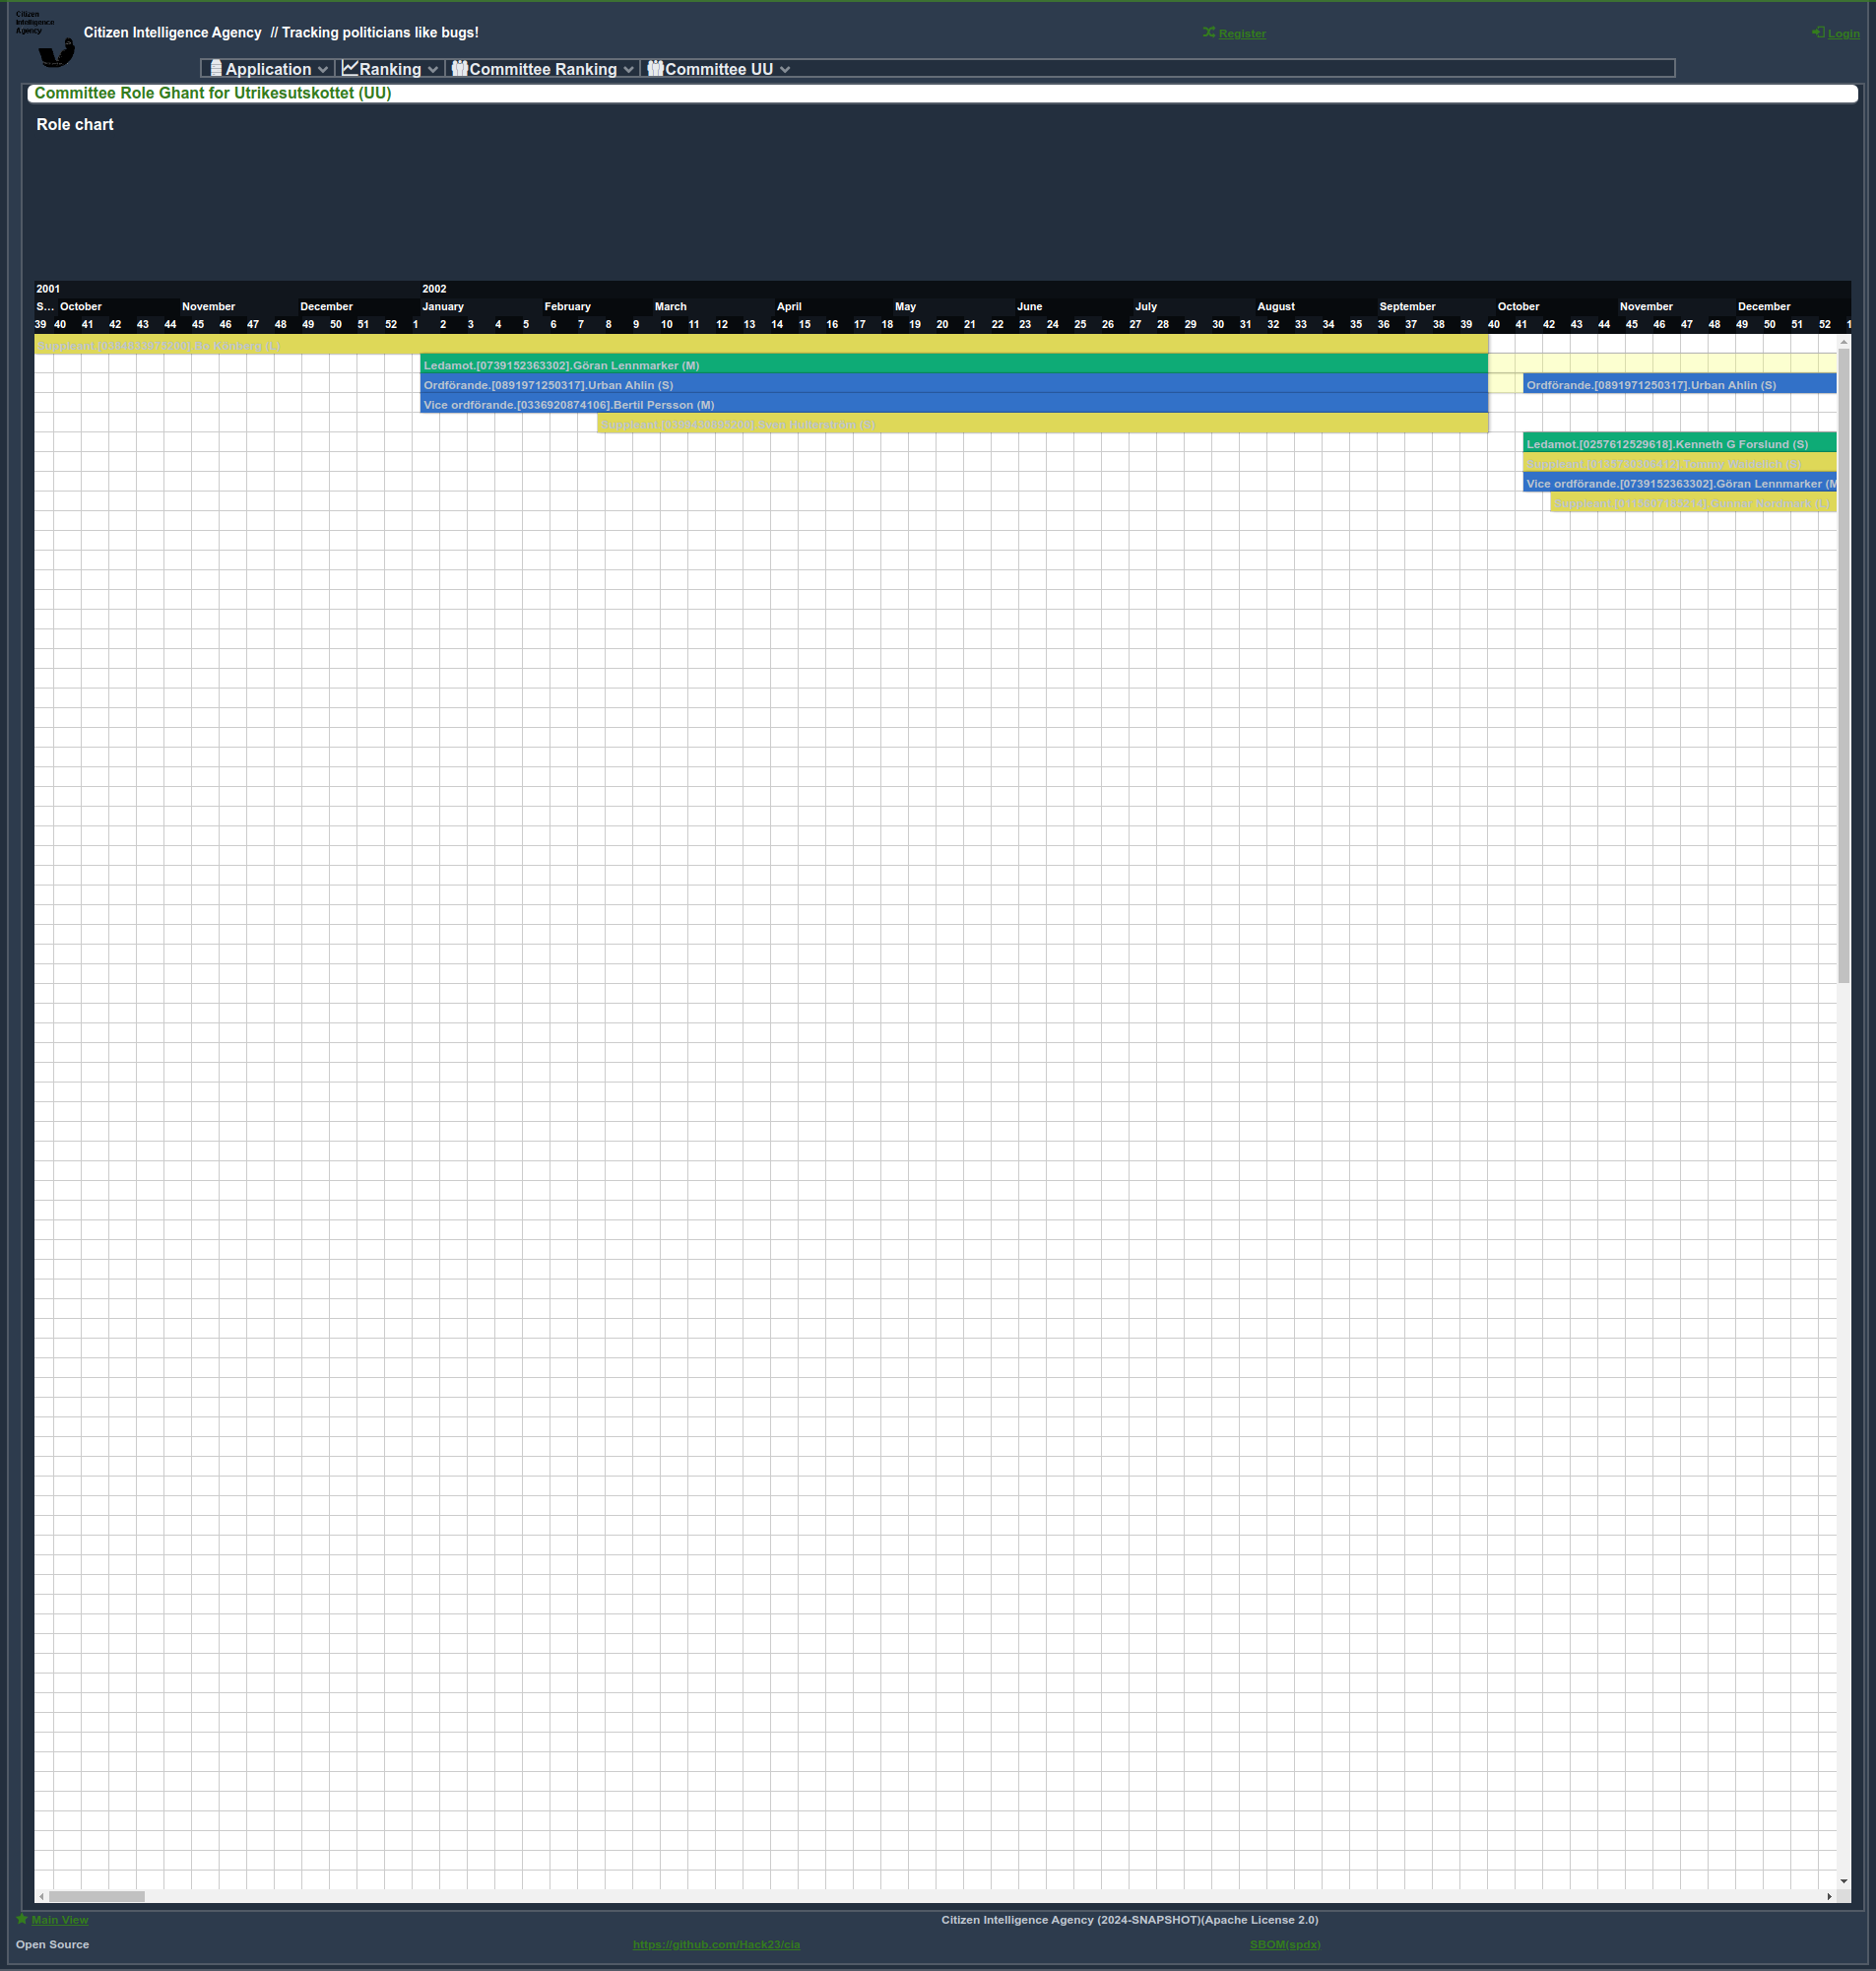 Citizen
Intelligence
Agency
Citizen Intelligence Agency // Tracking politicians like bugs!
Register
Login
Application Ranking Committee Ranking Committee UU
Committee Role Ghant for Utrikesutskottet (UU)
Role chart
2001 2002
S... October November December January February March April May June July August September October November December
39 40 41 42 43 44 45 46 47 48 49 50 51 52 1 2 3 4 5 6 7 8 9 10 11 12 13 14 15 16 17 18 19 20 21 22 23 24 25 26 27 28 29 30 31 32 33 34 35 36 37 38 39 40 41 42 43 44 45 46 47 48 49 50 51 52 1
Suppleant.[0384833875200].Bo Könberg (L)
Ledamot.[0739152363302].Göran Lennmarker (M)
Ordförande.[0891971250317].Urban Ahlin (S) Ordförande.[0891971250317].Urban Ahlin (S)
Vice ordförande.[0336920874106].Bertil Persson (M)
Sven Hulterström (S)
Ledamot.[0257612529618].Kenneth G Forslund (S)
Tommy Waidelich (S)
Vice ordförande.[0739152363302].Göran Lennmarker (M
Gunnar Nordmark (L)
Main View
Citizen Intelligence Agency (2024-SNAPSHOT)(Apache License 2.0)
Open Source
https://github.com/Hack23/cia
SBOM(spdx)